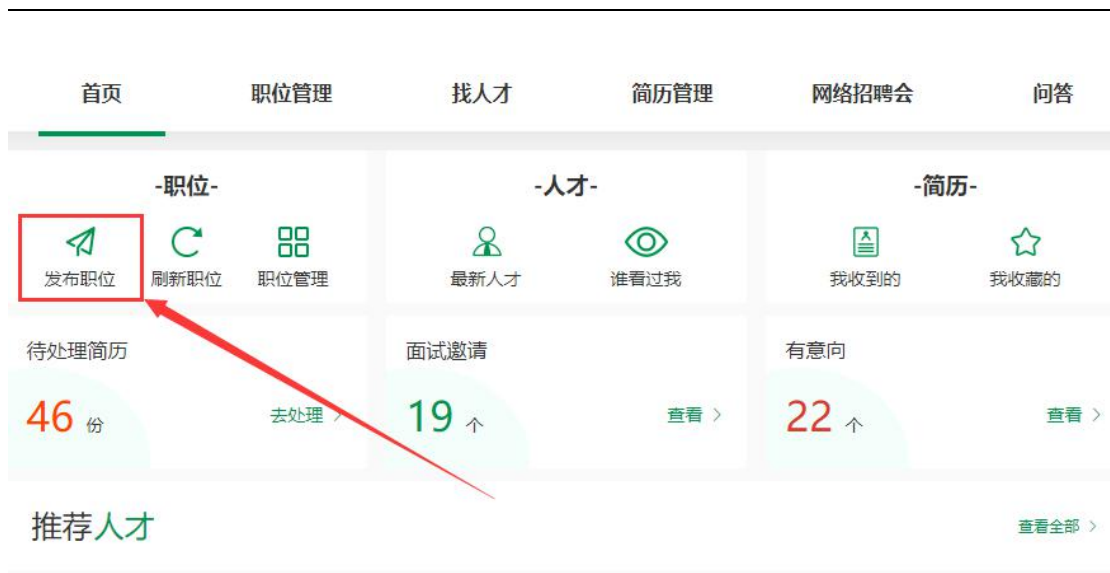 首页 职位管理 找人才 简历管理 网络招聘会 问答
-职位- -人才- -简历-
发布职位 刷新职位 职位管理 最新人才 谁看过我 我收到的 我收藏的
待处理简历 面试邀请 有意向
46 份 去处理 > 19 个 查看 > 22 个 查看 >
推荐人才 查看全部 >